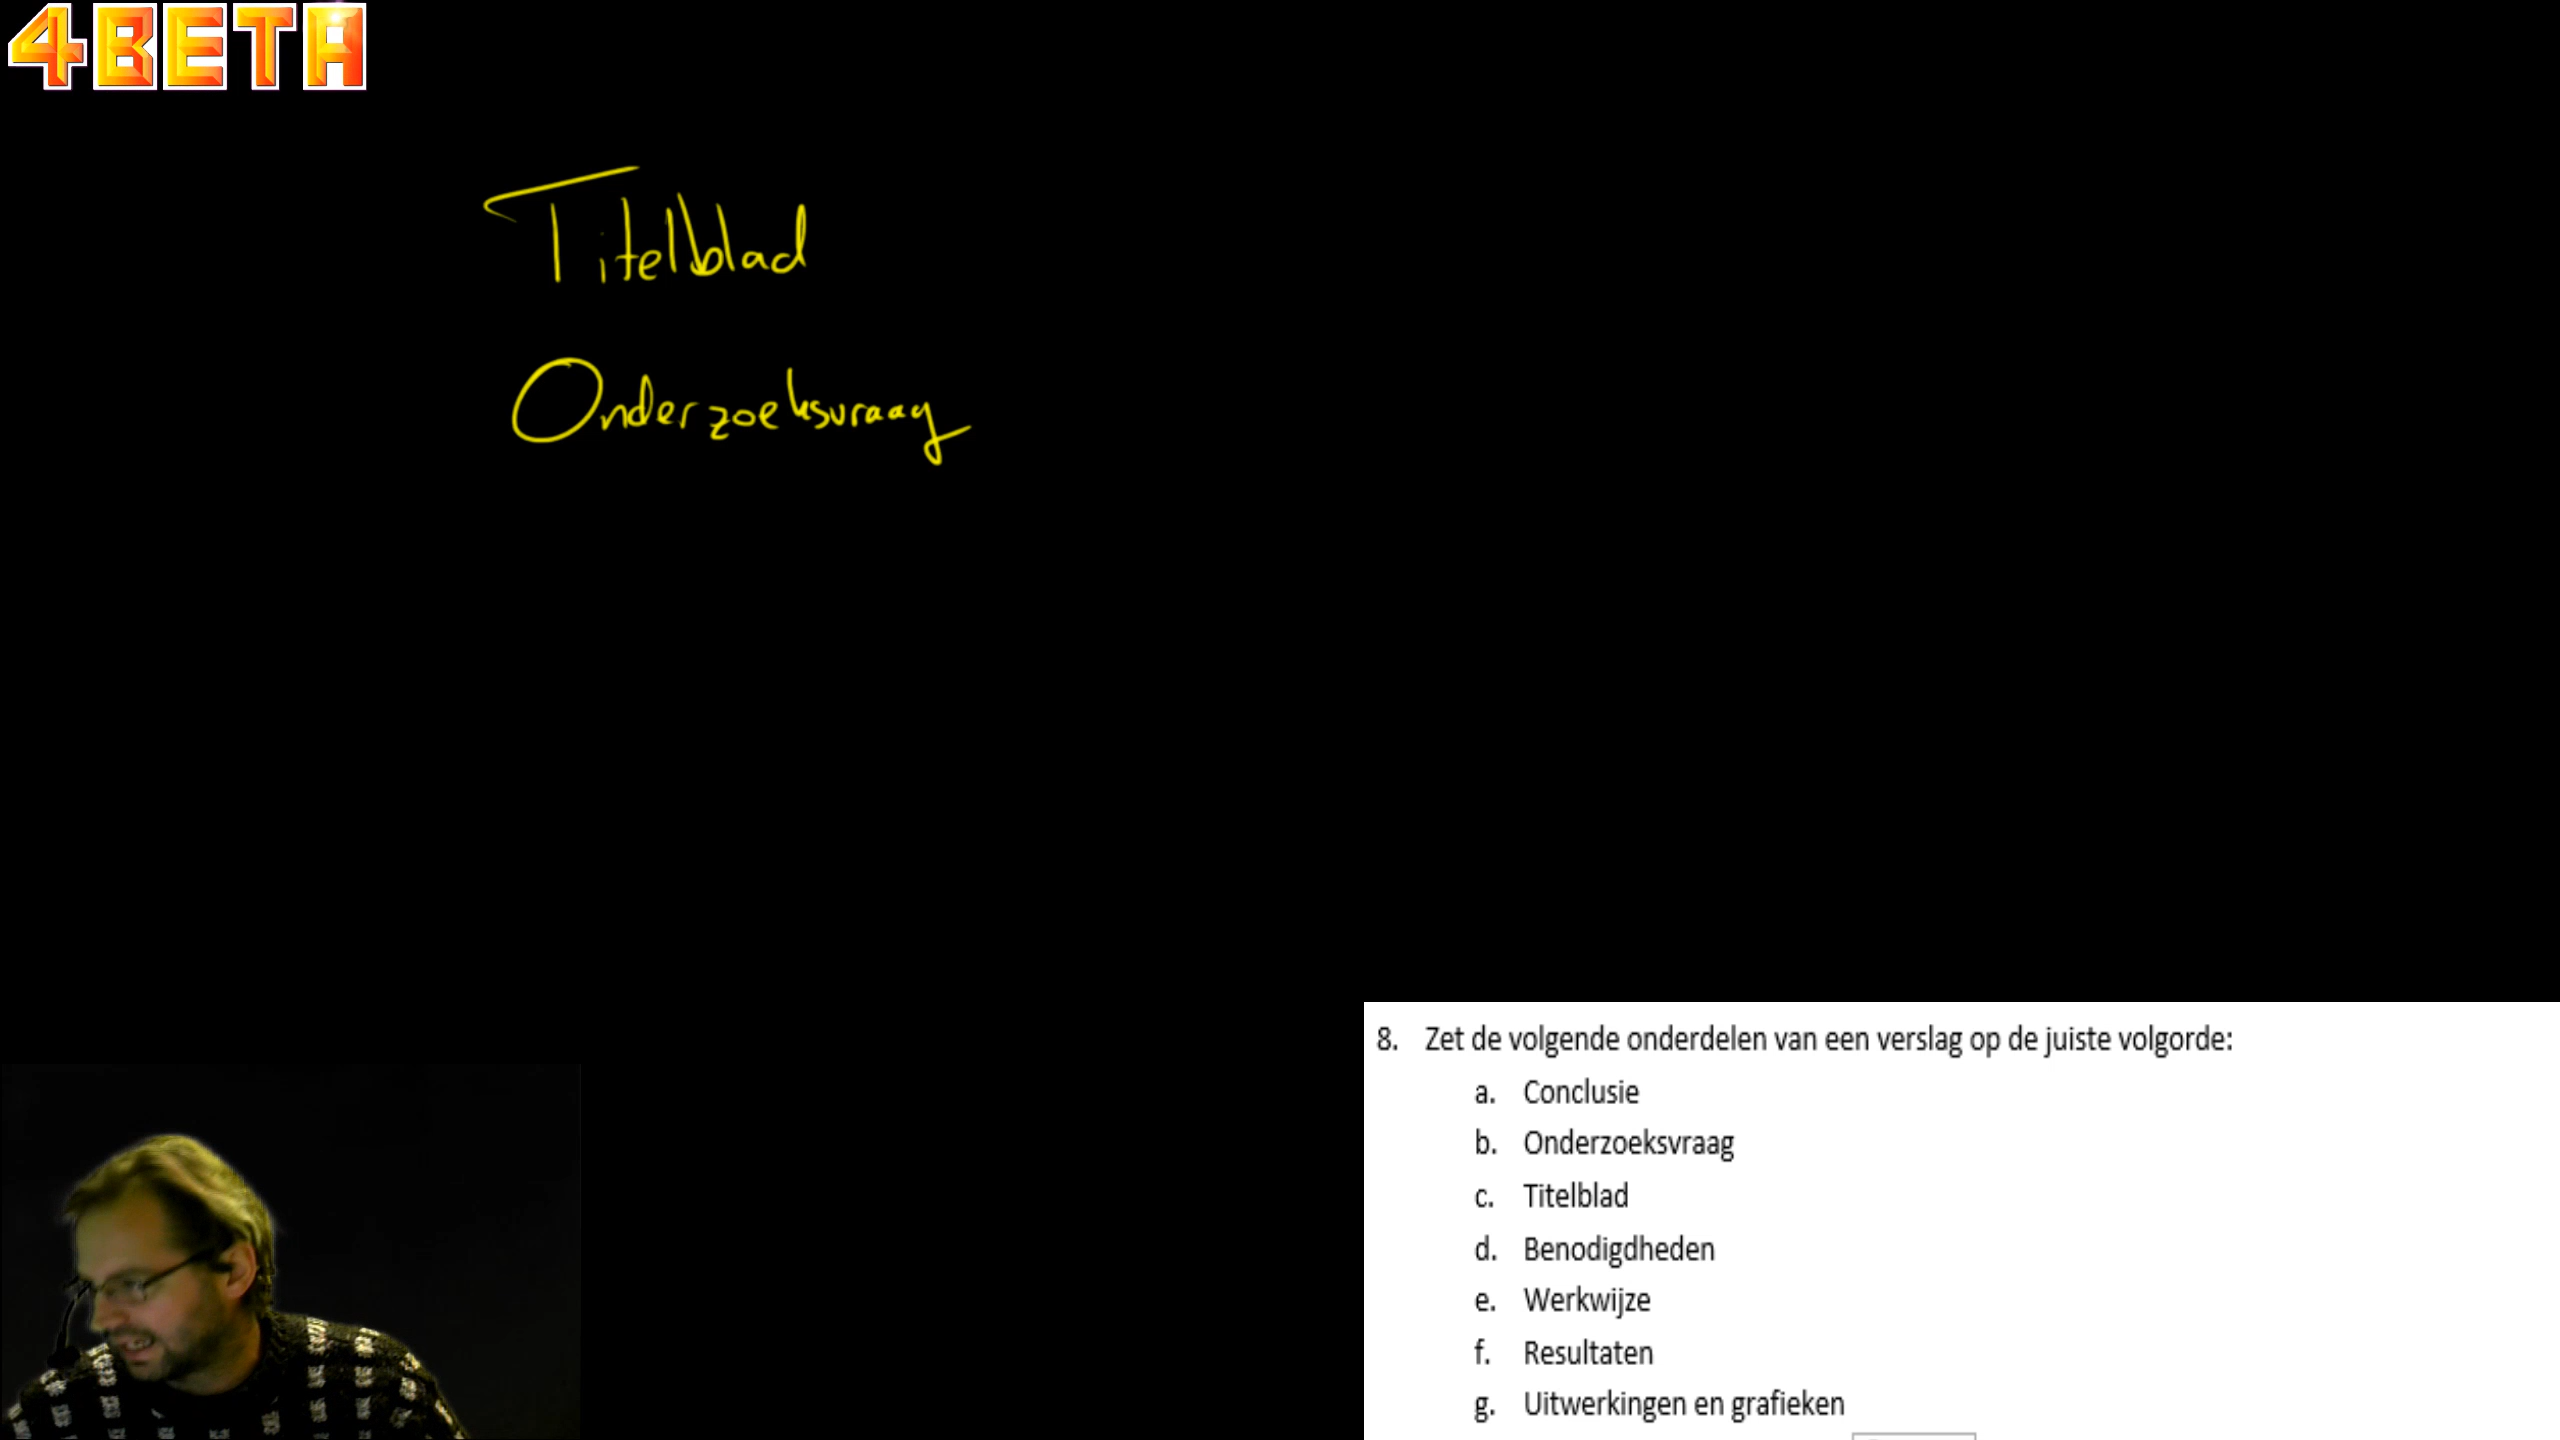 4BETA
Titelblad
Onderzoeksvraag
8. Zet de volgende onderdelen van een verslag op de juiste volgorde:
a. Conclusie
b. Onderzoeksvraag
c. Titelblad
d. Benodigdheden
e. Werkwijze
f. Resultaten
g. Uitwerkingen en grafieken